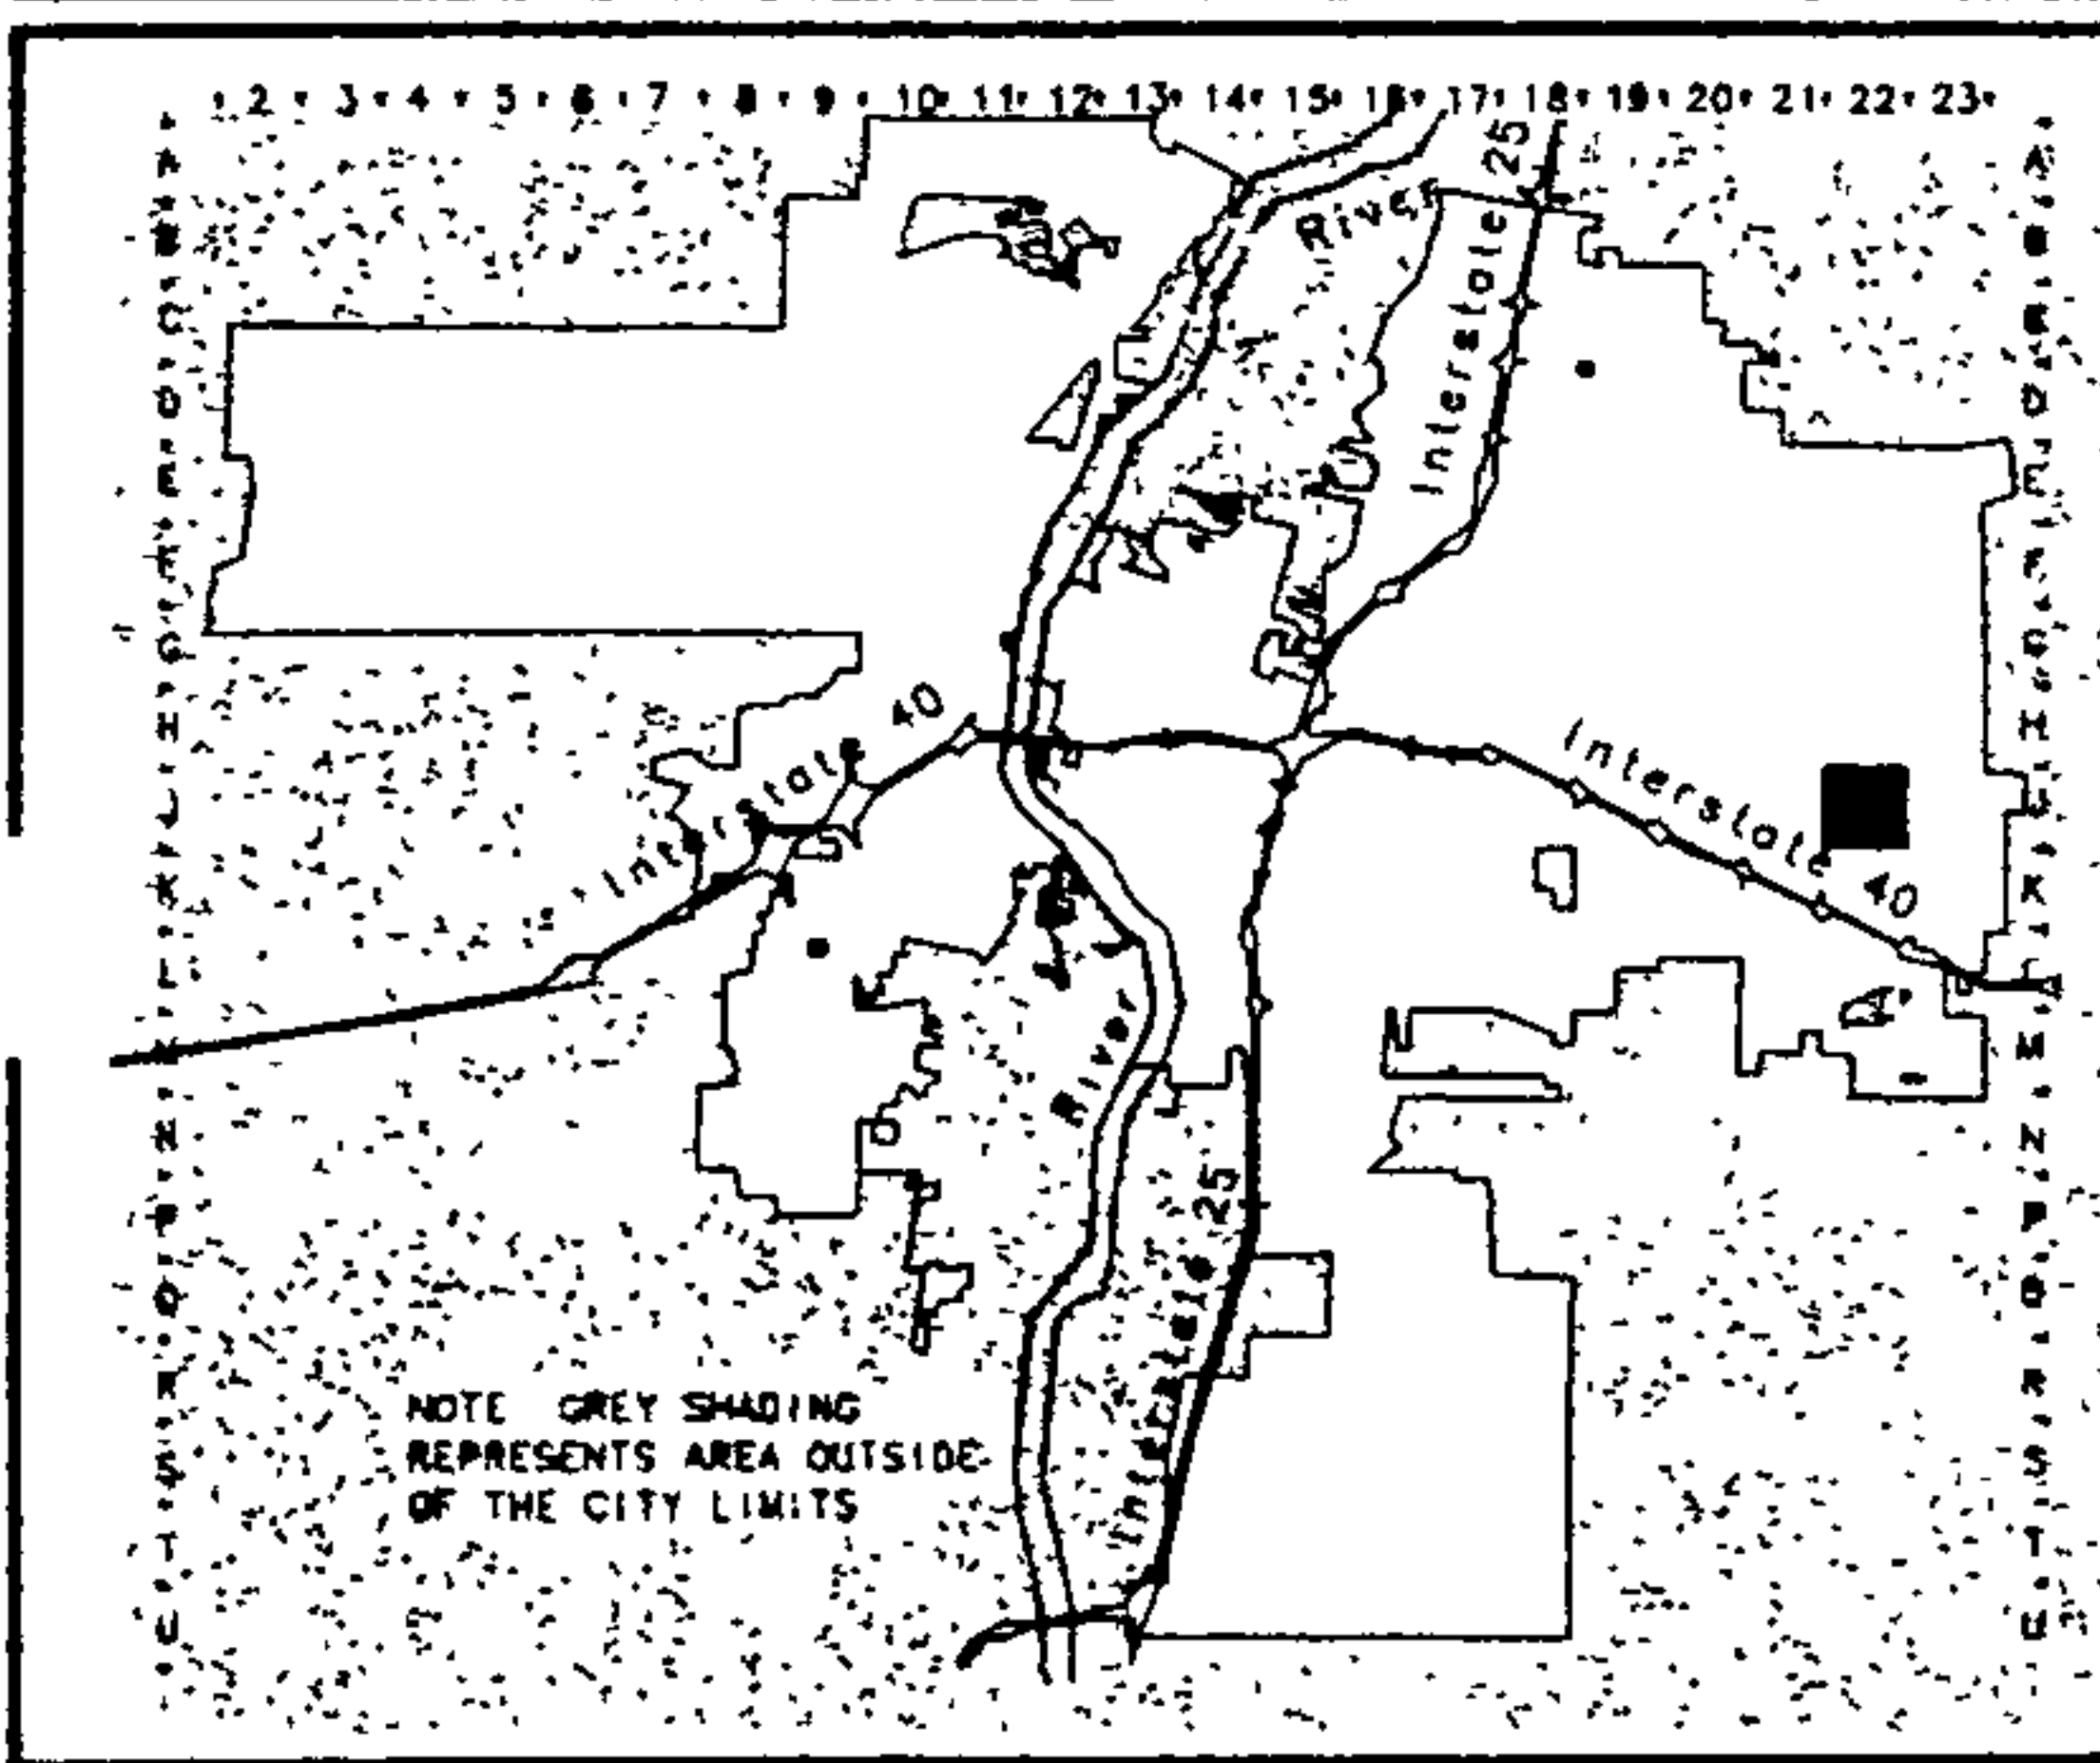 2 3 4 5 6 7 8 9 10 11 12 13 14 15 16 17 18 19 20 21 22 23
A
B
C
D
E
F
G
H
J
K
L
M
N
P
Q
R
S
T
U
River
Interstate 25
Interstate 40
Interstate 40
River
Interstate 25
NOTE GREY SHADING
REPRESENTS AREA OUTSIDE
OF THE CITY LIMITS
A
B
C
D
E
F
G
H
J
K
L
M
N
P
Q
R
S
T
U